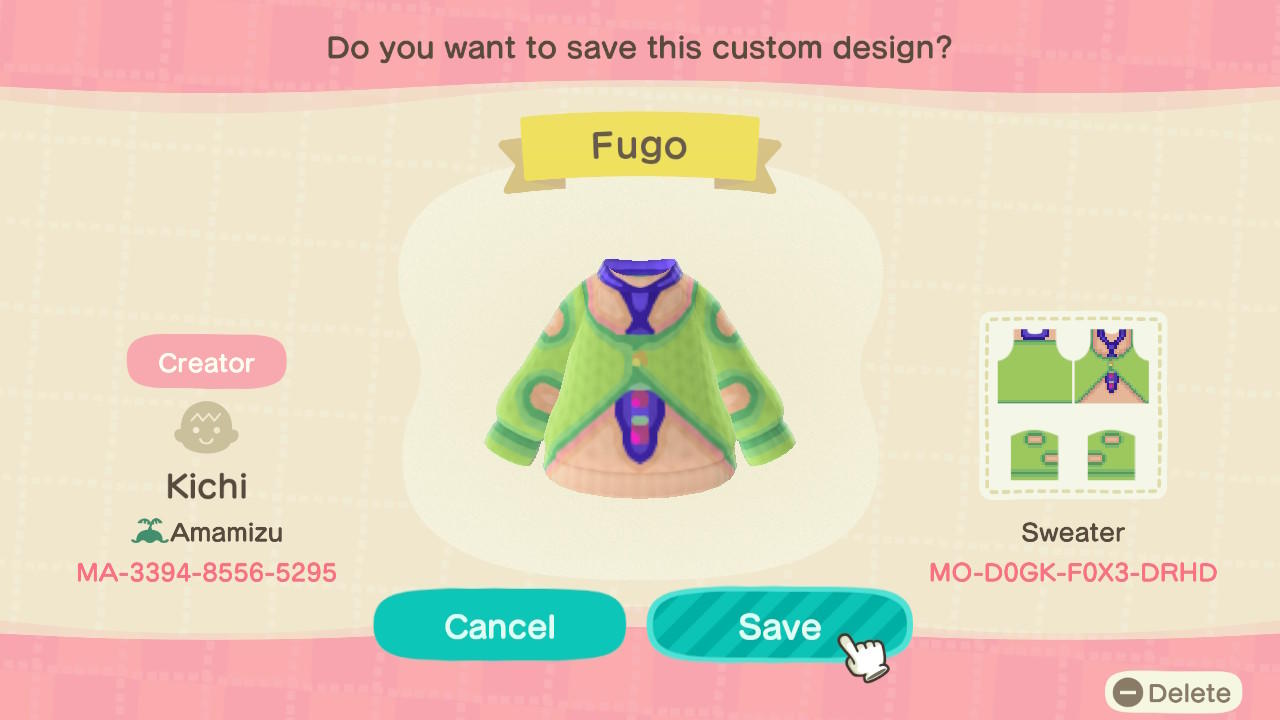 Do you want to save this custom design?
Fugo
Creator
Kichi
Amamizu
MA-3394-8556-5295
Sweater
MO-D0GK-F0X3-DRHD
Cancel
Save
Delete